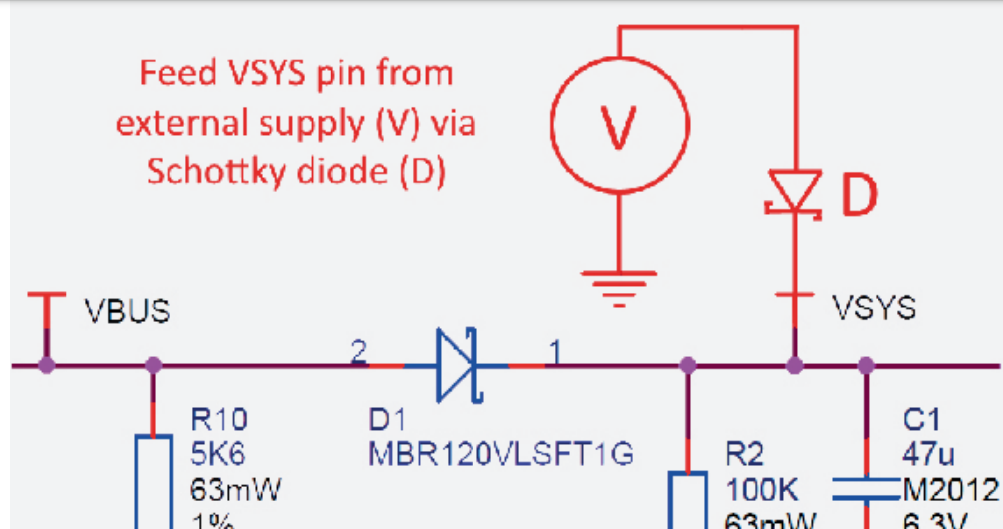 Feed VSYS pin from
external supply (V) via
Schottky diode (D)
V
D
VBUS
VSYS
2
1
R10
5K6
63mW
1%
D1
MBR120VLSFT1G
R2
100K
63mW
C1
47u
M2012
6.3V